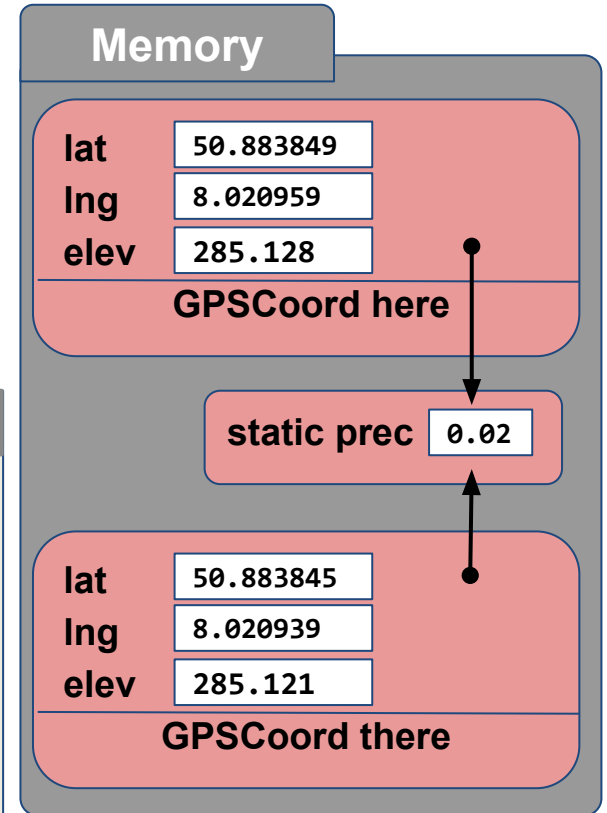 Memory
lat 50.883849
lng 8.020959
elev 285.128
GPSCoord here
static prec 0.02
lat 50.883845
lng 8.020939
elev 285.121
GPSCoord there